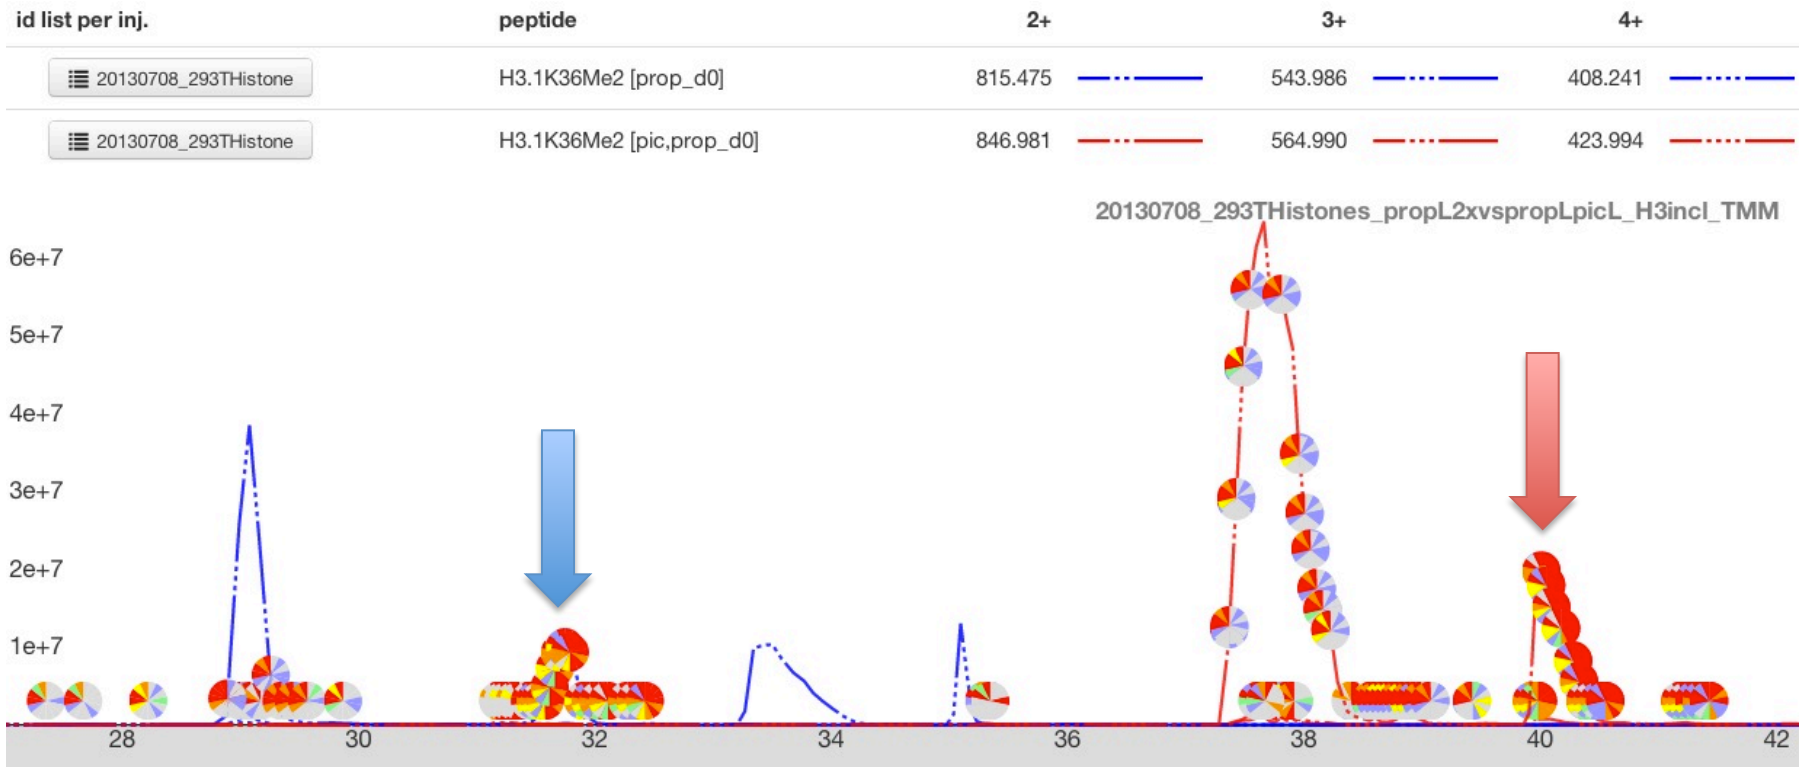 id list per inj. peptide 2+ 3+ 4+
20130708_293THistone H3.1K36Me2 [prop_d0] 815.475 543.986 408.241
20130708_293THistone H3.1K36Me2 [pic,prop_d0] 846.981 564.990 423.994
20130708_293THistones_propL2xvspropLpicL_H3incl_TMM
6e+7
5e+7
4e+7
3e+7
2e+7
1e+7
28 30 32 34 36 38 40 42